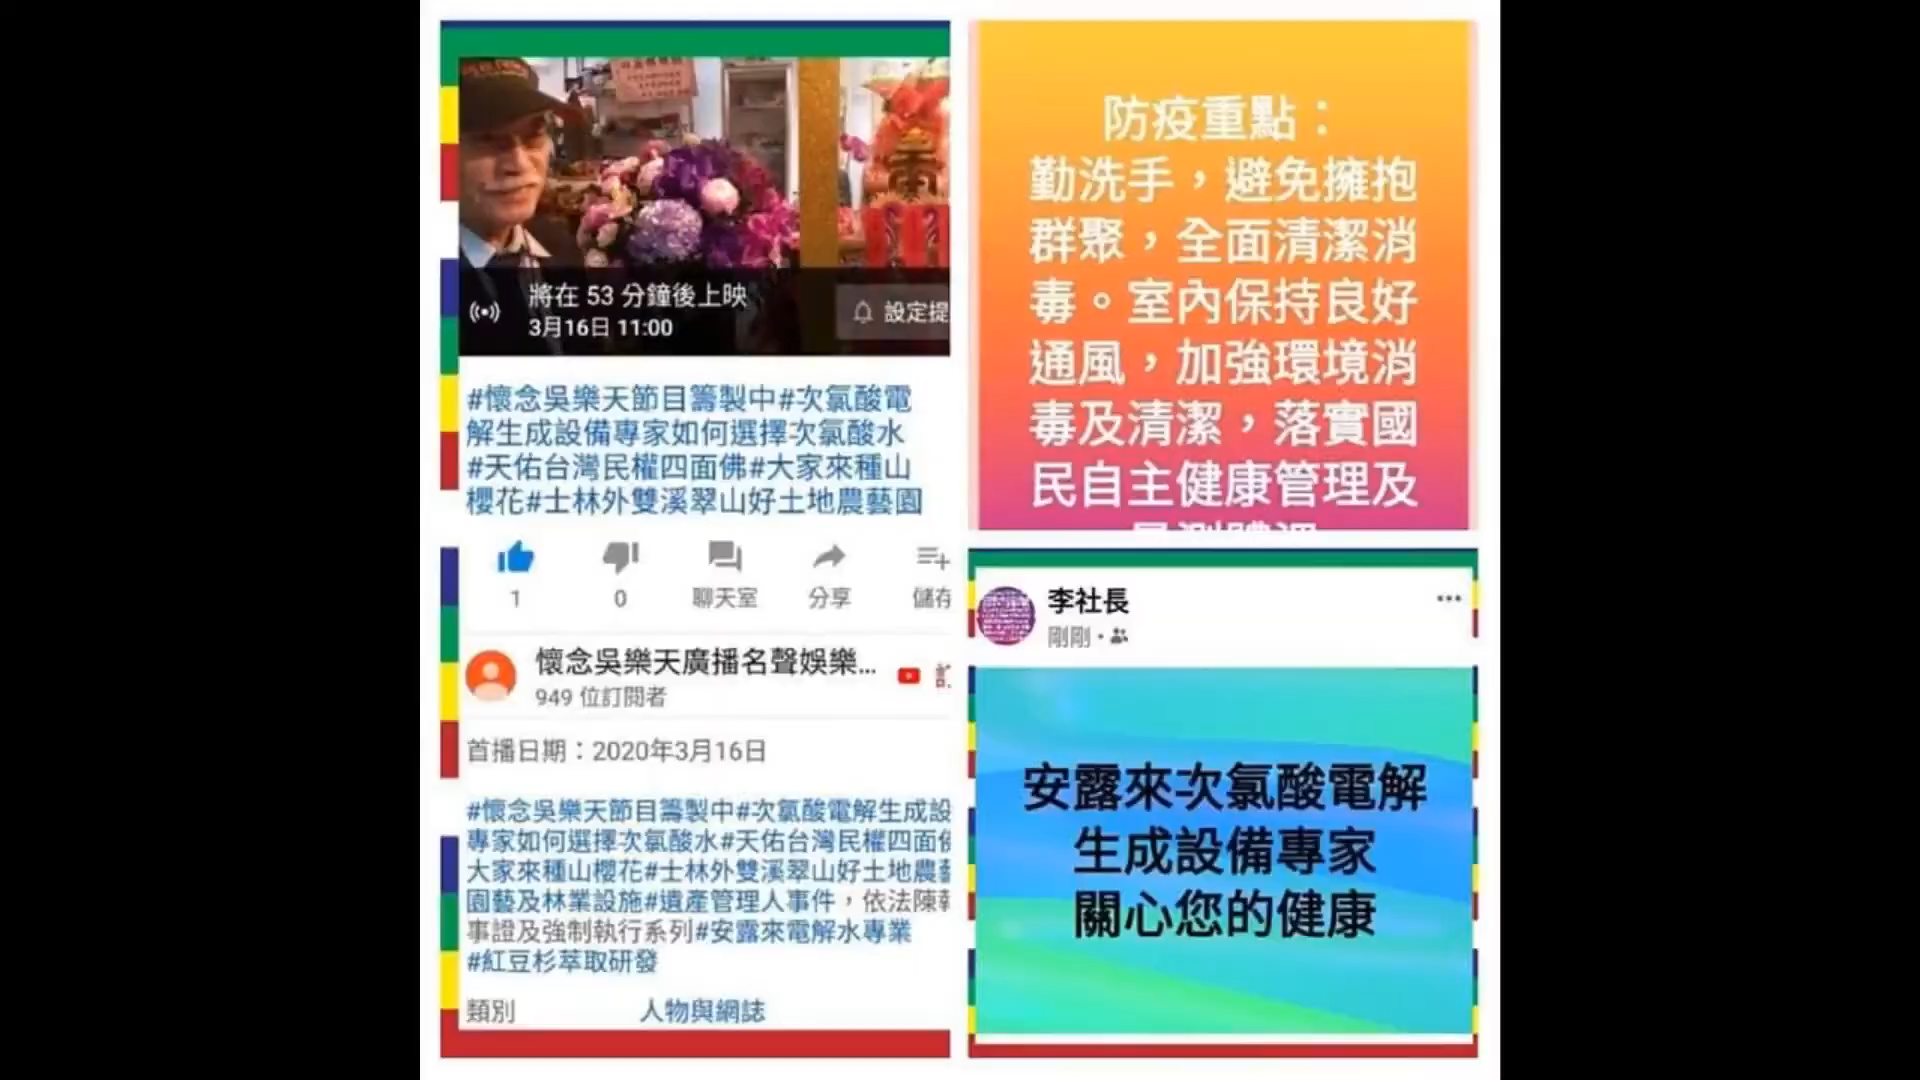 將在 53 分鐘後上映
3月16日 11:00
設定提
#懷念吳樂天節目籌製中#次氯酸電
解生成設備專家如何選擇次氯酸水
#天佑台灣民權四面佛#大家來種山
櫻花#士林外雙溪翠山好土地農藝園
1
0
聊天室
分享
儲存
懷念吳樂天廣播名聲娛樂...
949 位訂閱者
首播日期：2020年3月16日
#懷念吳樂天節目籌製中#次氯酸電解生成設
專家如何選擇次氯酸水#天佑台灣民權四面佛
大家來種山櫻花#士林外雙溪翠山好土地農藝
園藝及林業設施#遺產管理人事件，依法陳報
事證及強制執行系列#安露來電解水專業
#紅豆杉萃取研發
類別
人物與網誌
防疫重點：
勤洗手，避免擁抱
群聚，全面清潔消
毒。室內保持良好
通風，加強環境消
毒及清潔，落實國
民自主健康管理及
量測體溫
李社長
剛剛
安露來次氯酸電解
生成設備專家
關心您的健康